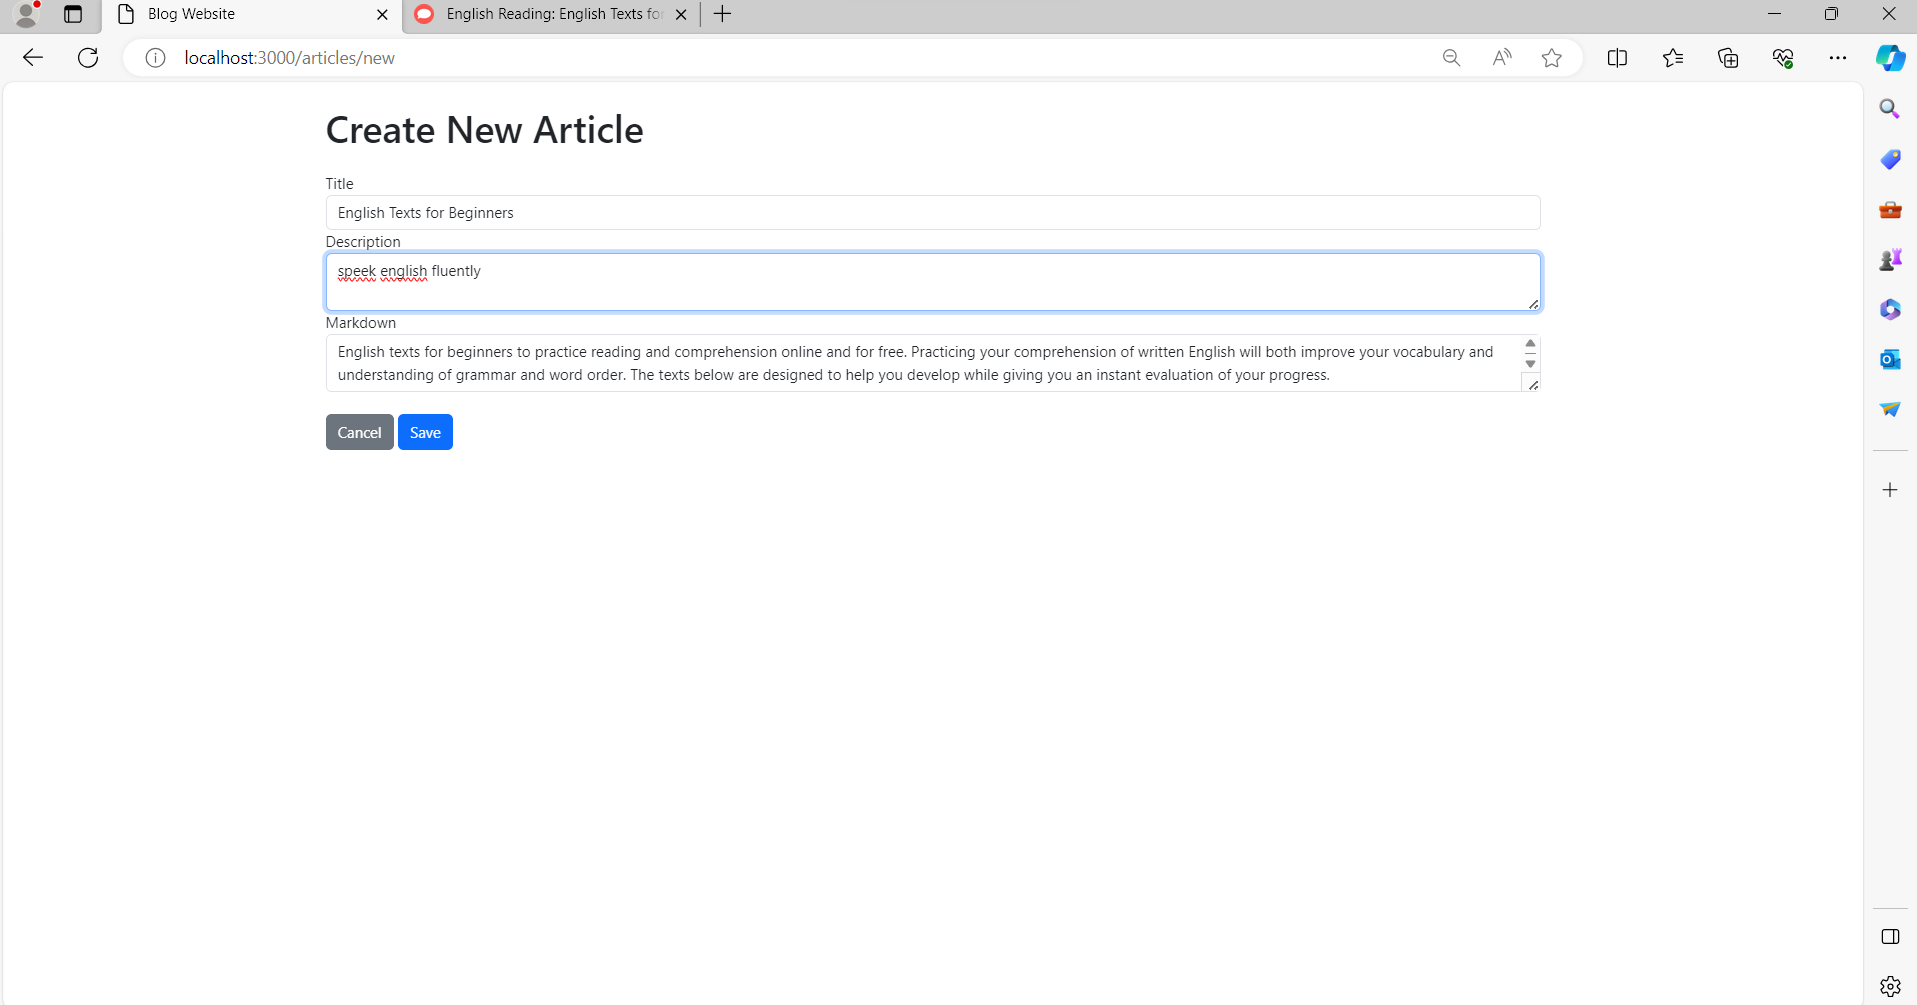 Blog Website
English Reading: English Texts fo
localhost:3000/articles/new
Create New Article
Title
English Texts for Beginners
Description
speek english fluently
Markdown
English texts for beginners to practice reading and comprehension online and for free. Practicing your comprehension of written English will both improve your vocabulary and
understanding of grammar and word order. The texts below are designed to help you develop while giving you an instant evaluation of your progress.
Cancel Save